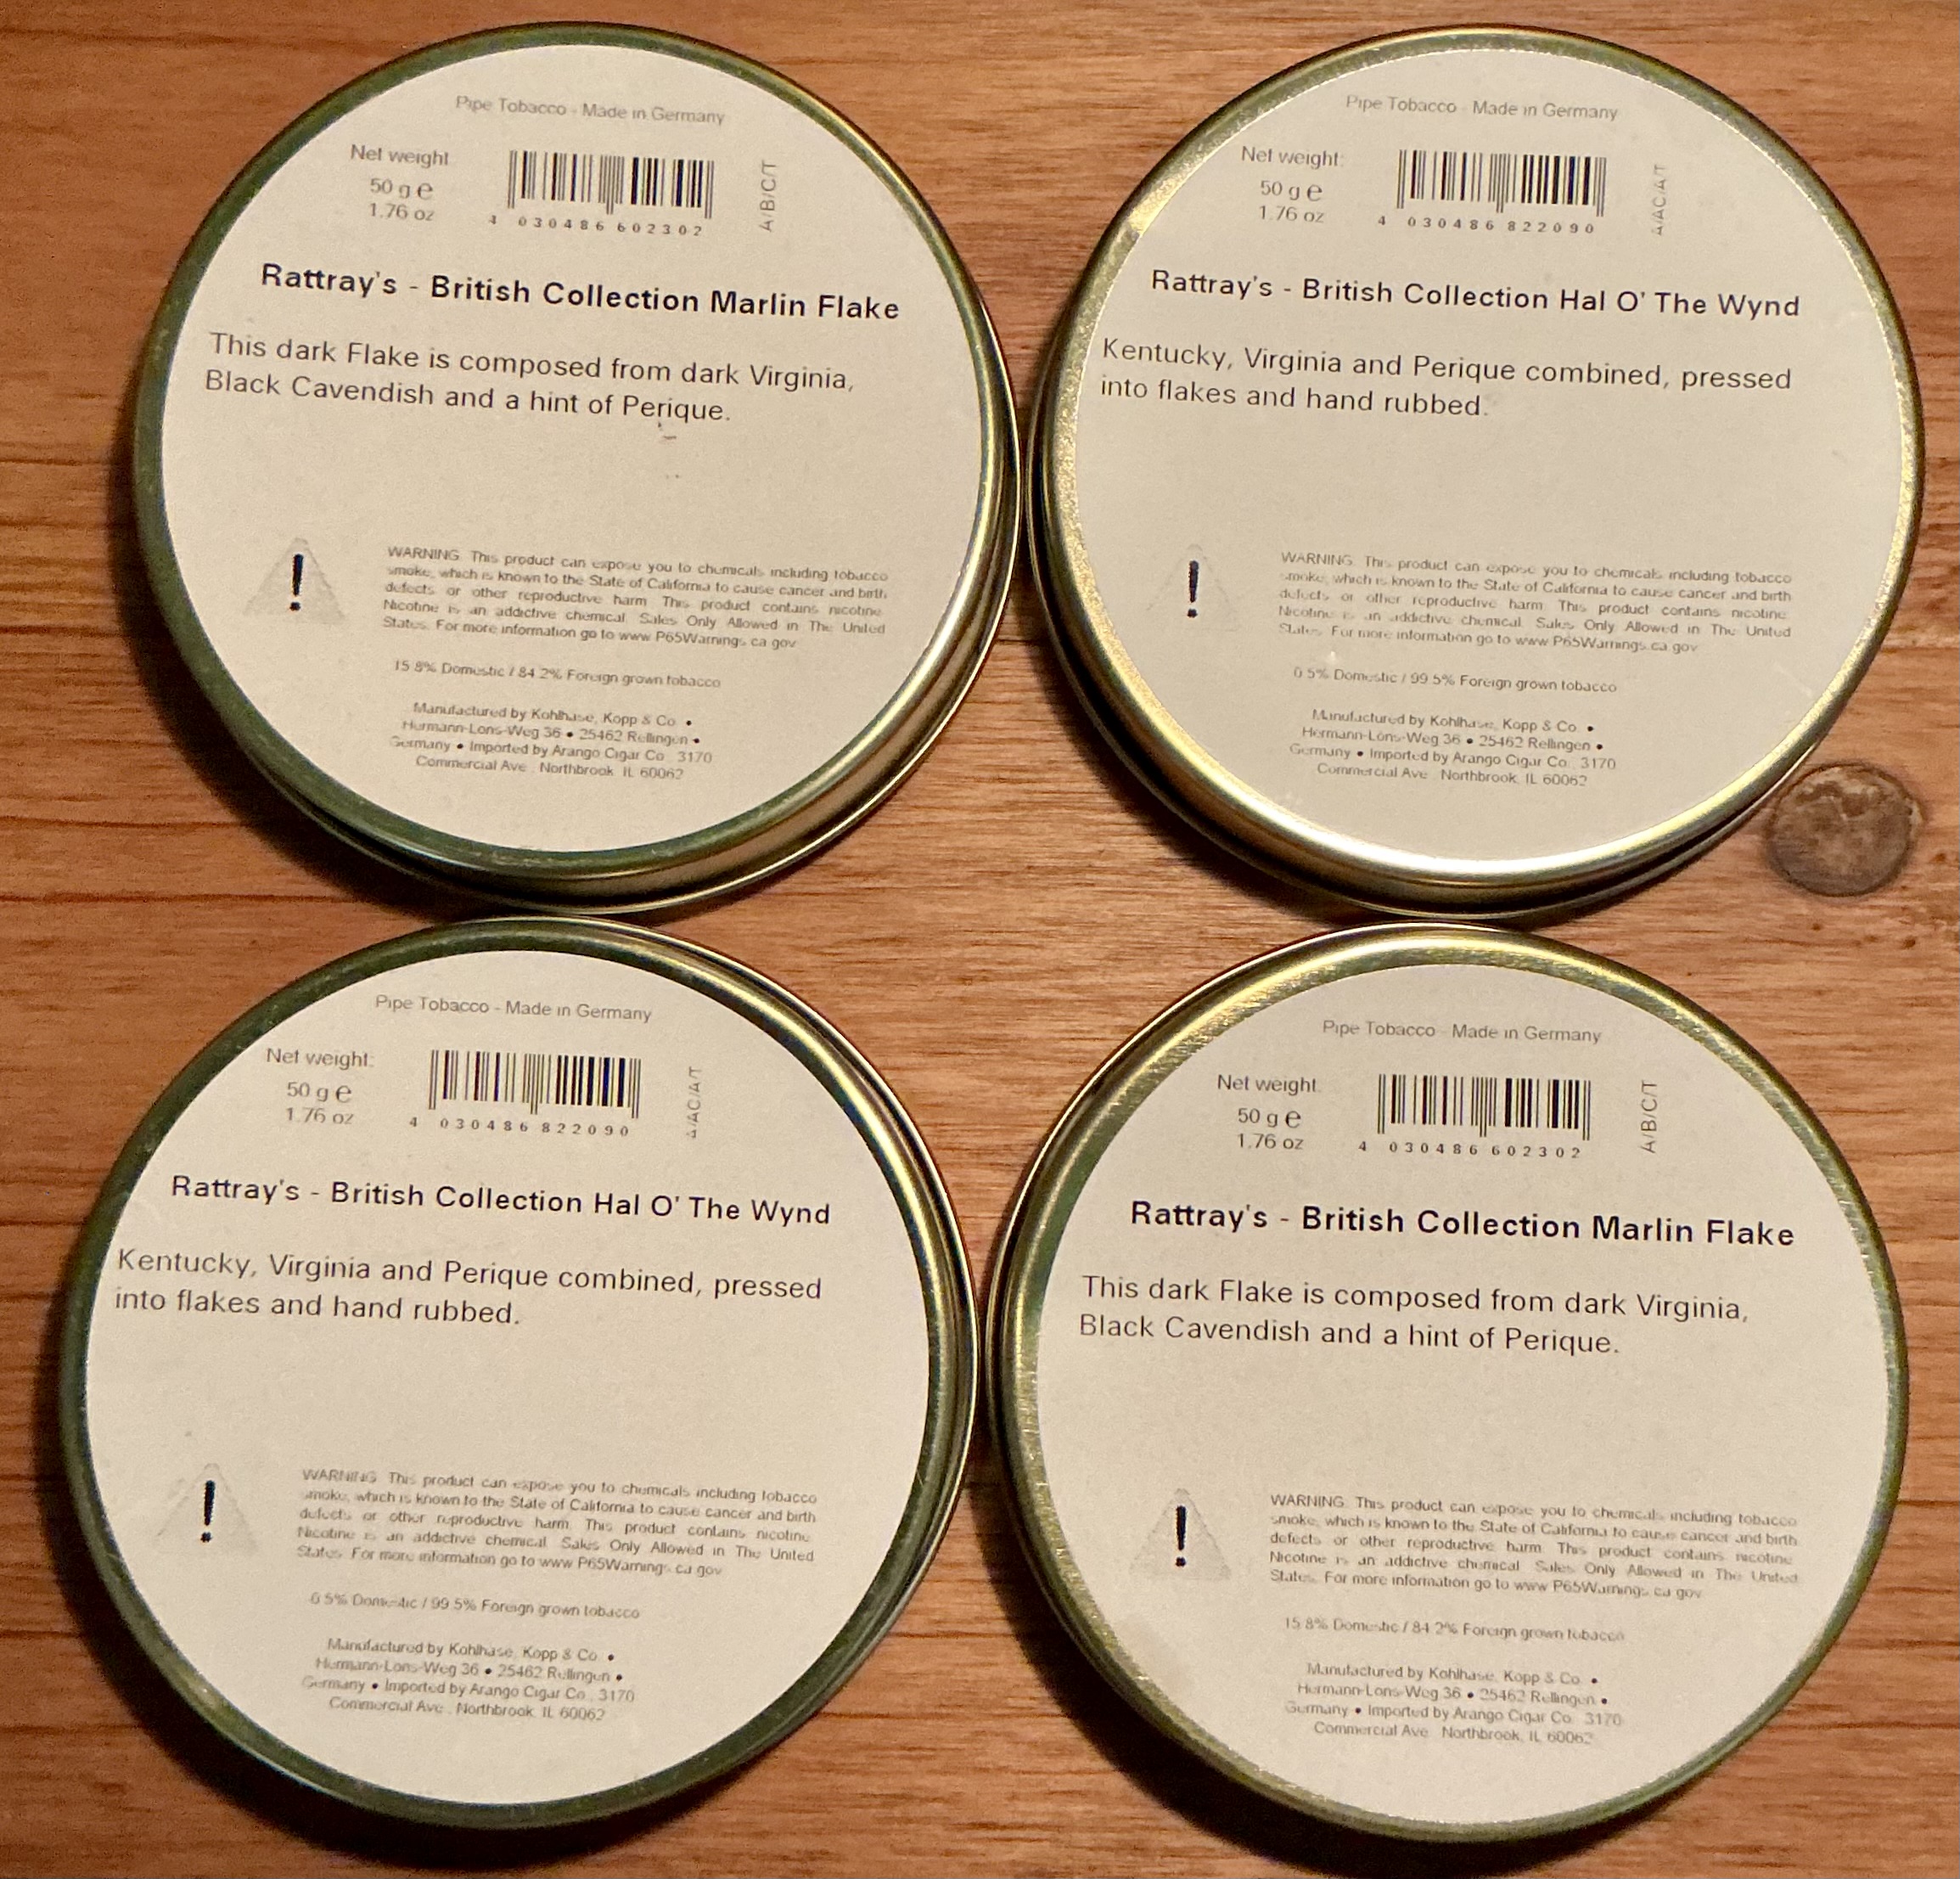 Pipe Tobacco - Made in Germany
Net weight
50 g e
1.76 oz
4 030486 602302
A/B/C/T
Rattray's - British Collection Marlin Flake
This dark Flake is composed from dark Virginia,
Black Cavendish and a hint of Perique.
!
WARNING This product can expose you to chemicals including tobacco
smoke, which is known to the State of California to cause cancer and birth
defects or other reproductive harm This product contains nicotine
Nicotine is an addictive chemical. Sales Only Allowed in The United
States. For more information go to www P65Warnings ca gov
15 8% Domestic / 84 2% Foreign grown tobacco
Manufactured by Kohlhase, Kopp & Co •
Hermann-Lons-Weg 36 • 25462 Rellingen •
Germany • Imported by Arango Cigar Co 3170
Commercial Ave Northbrook IL 60062
Pipe Tobacco - Made in Germany
Net weight:
50 g e
1.76 oz
4 030486 822090
A/AC/A/T
Rattray's - British Collection Hal O' The Wynd
Kentucky, Virginia and Perique combined, pressed
into flakes and hand rubbed.
!
WARNING. This product can expose you to chemicals including tobacco
smoke, which is known to the State of California to cause cancer and birth
defects or other reproductive harm This product contains nicotine
Nicotine is an addictive chemical. Sales Only Allowed in The United
States. For more information go to www P65Warnings ca gov
0 5% Domestic / 99 5% Foreign grown tobacco
Manufactured by Kohlhase, Kopp & Co •
Hermann-Lons-Weg 36 • 25462 Rellingen •
Germany • Imported by Arango Cigar Co 3170
Commercial Ave Northbrook, IL 60062
Pipe Tobacco - Made in Germany
Net weight:
50 g e
1.76 oz
4 030486 822090
A/AC/A/T
Rattray's - British Collection Hal O' The Wynd
Kentucky, Virginia and Perique combined, pressed
into flakes and hand rubbed.
!
WARNING This product can expose you to chemicals including tobacco
smoke, which is known to the State of California to cause cancer and birth
defects or other reproductive harm This product contains nicotine
Nicotine is an addictive chemical Sales Only Allowed in The United
States. For more information go to www P65Warnings ca gov
0 5% Domestic / 99 5% Foreign grown tobacco
Manufactured by Kohlhase, Kopp & Co •
Hermann-Lons-Weg 36 • 25462 Rellingen •
Germany • Imported by Arango Cigar Co 3170
Commercial Ave Northbrook, IL 60062
Pipe Tobacco - Made in Germany
Net weight
50 g e
1.76 oz
4 030486 602302
A/B/C/T
Rattray's - British Collection Marlin Flake
This dark Flake is composed from dark Virginia,
Black Cavendish and a hint of Perique.
!
WARNING This product can expose you to chemicals including tobacco
smoke, which is known to the State of California to cause cancer and birth
defects or other reproductive harm This product contains nicotine
Nicotine is an addictive chemical Sales Only Allowed in The United
States. For more information go to www P65Warnings ca gov
15 8% Domestic / 84 2% Foreign grown tobacco
Manufactured by Kohlhase, Kopp & Co •
Hermann-Lons-Weg 36 • 25462 Rellingen •
Germany • Imported by Arango Cigar Co 3170
Commercial Ave Northbrook, IL 60062